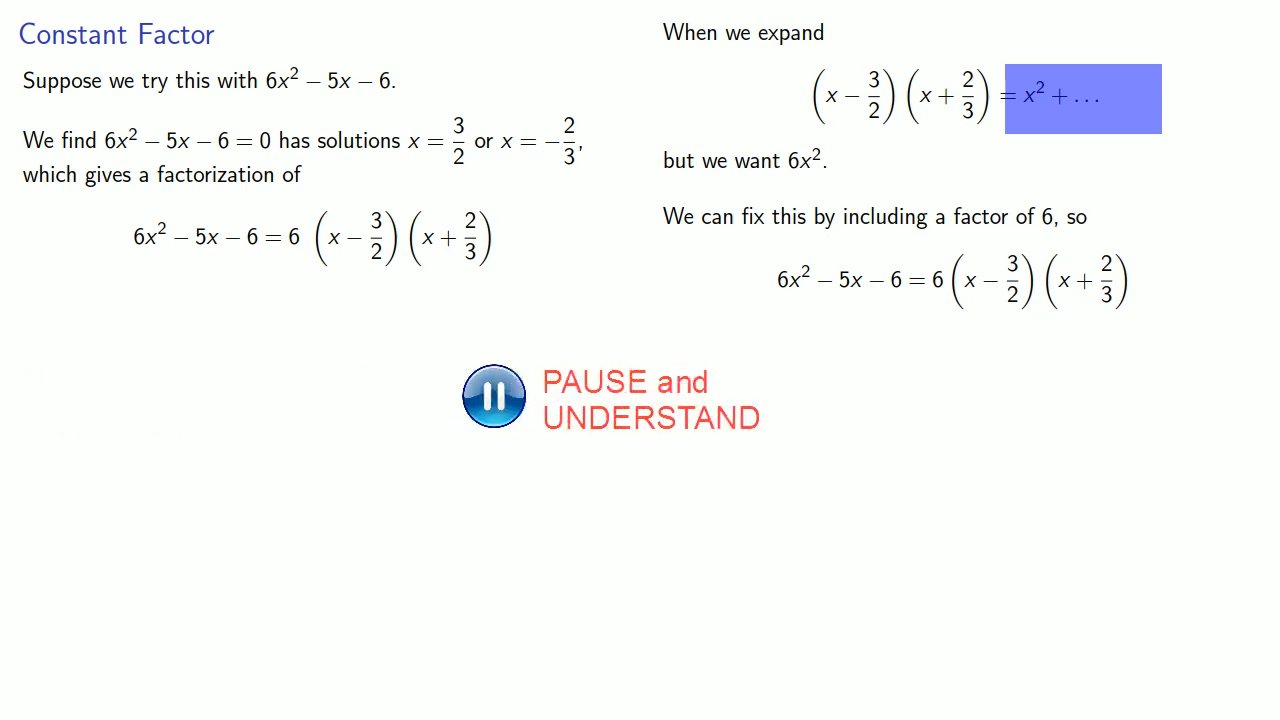 Constant Factor
Suppose we try this with 6x² − 5x − 6.
We find 6x² − 5x − 6 = 0 has solutions x = 3/2 or x = −2/3,
which gives a factorization of
6x² − 5x − 6 = 6 (x − 3/2)(x + 2/3)
When we expand
(x − 3/2)(x + 2/3) = x² + …
but we want 6x².
We can fix this by including a factor of 6, so
6x² − 5x − 6 = 6(x − 3/2)(x + 2/3)
PAUSE and
UNDERSTAND